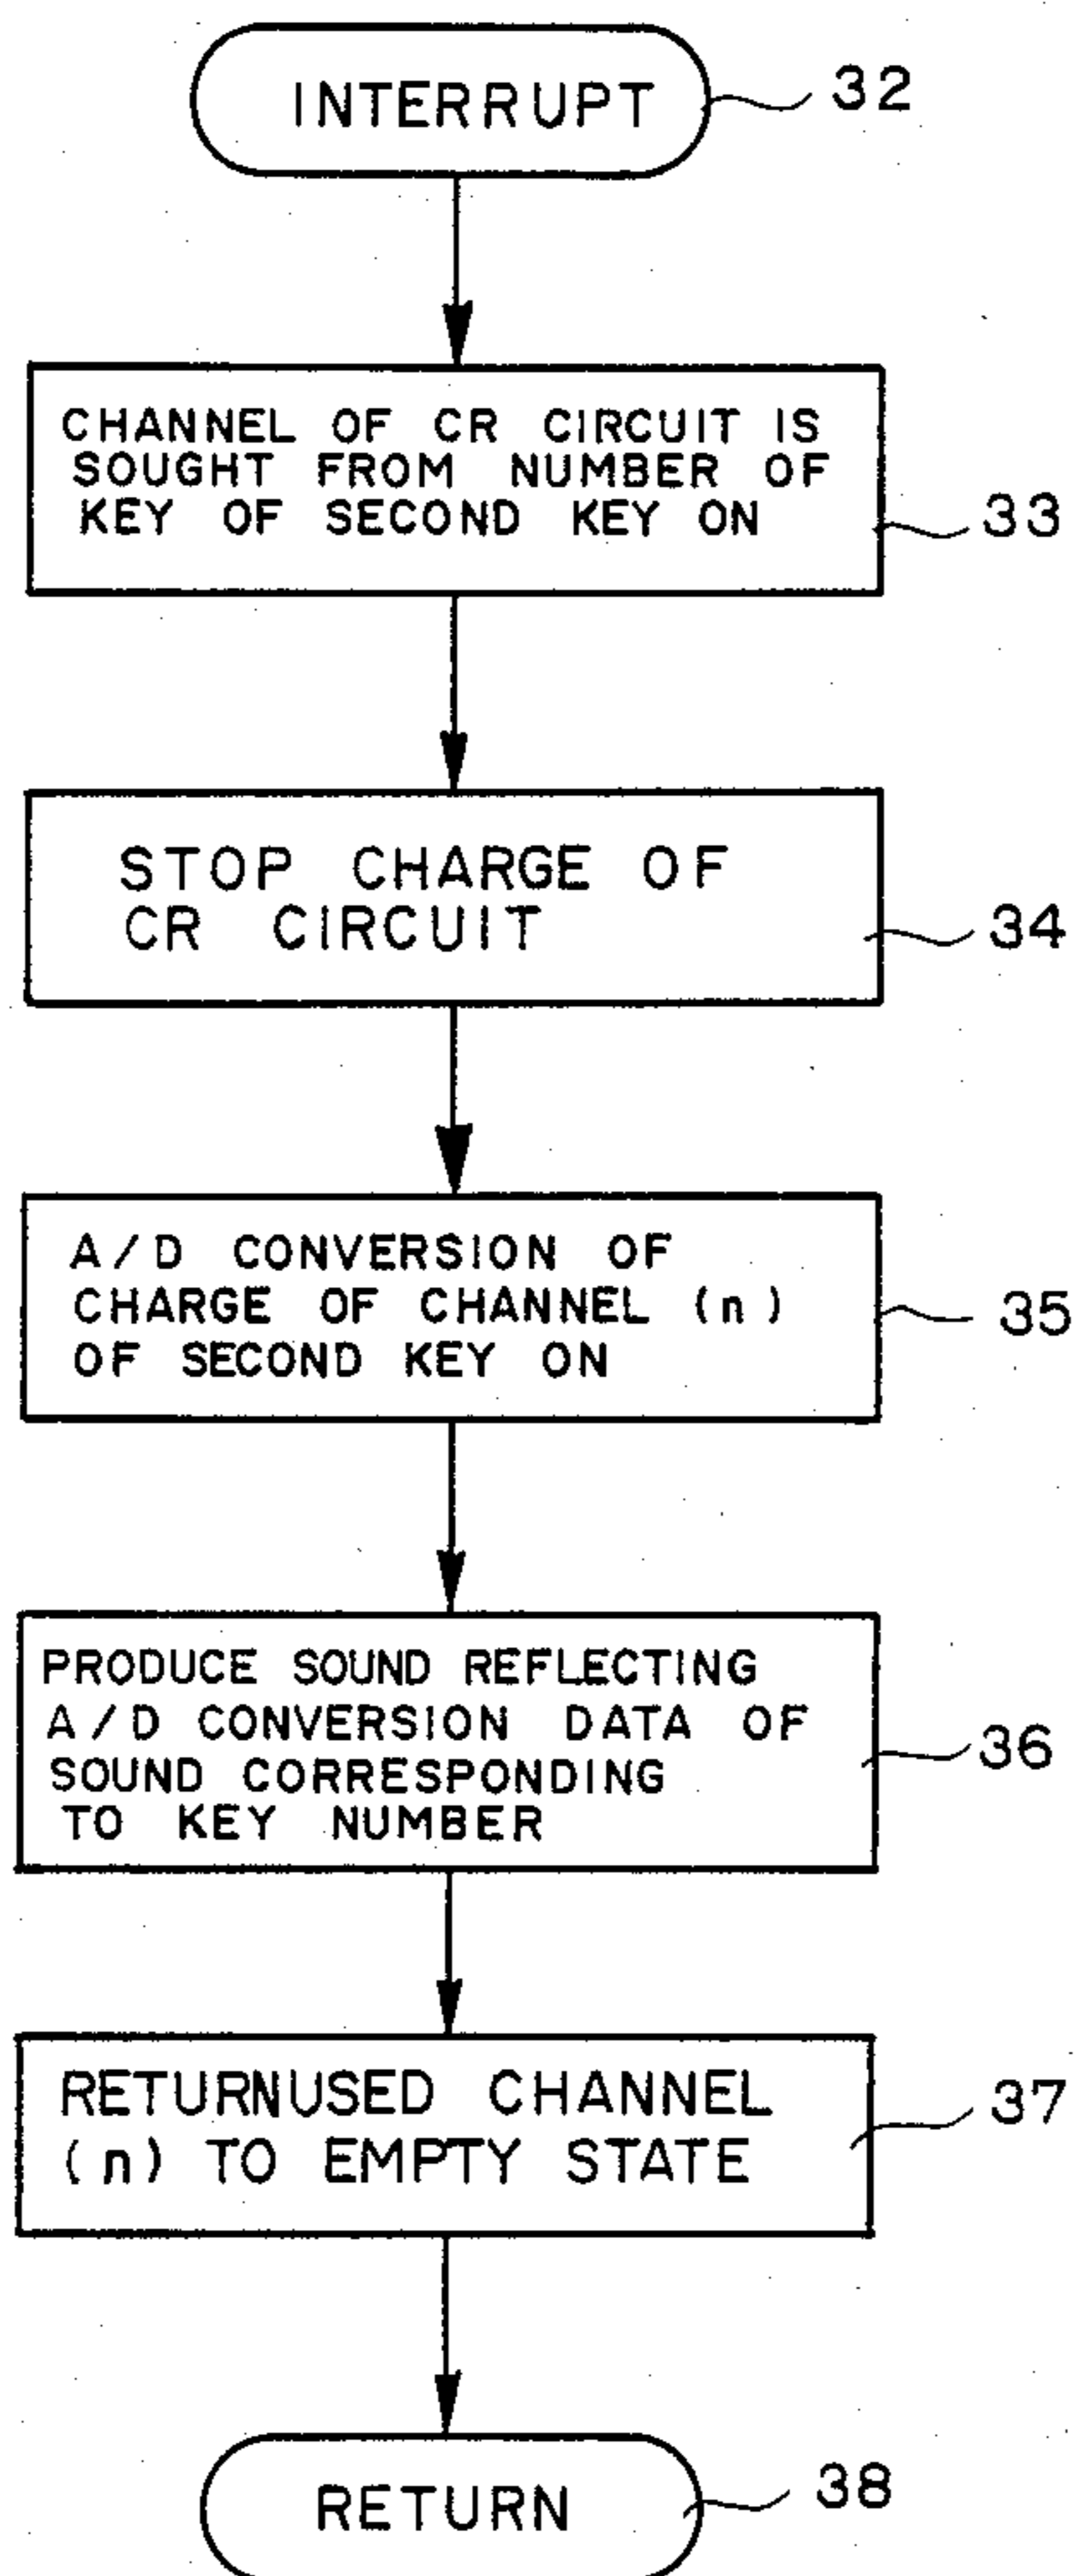 INTERRUPT
32
CHANNEL OF CR CIRCUIT IS
SOUGHT FROM NUMBER OF
KEY OF SECOND KEY ON
33
STOP CHARGE OF
CR CIRCUIT
34
A/D CONVERSION OF
CHARGE OF CHANNEL (n)
OF SECOND KEY ON
35
PRODUCE SOUND REFLECTING
A/D CONVERSION DATA OF
SOUND CORRESPONDING
TO KEY NUMBER
36
RETURNUSED CHANNEL
(n) TO EMPTY STATE
37
RETURN
38